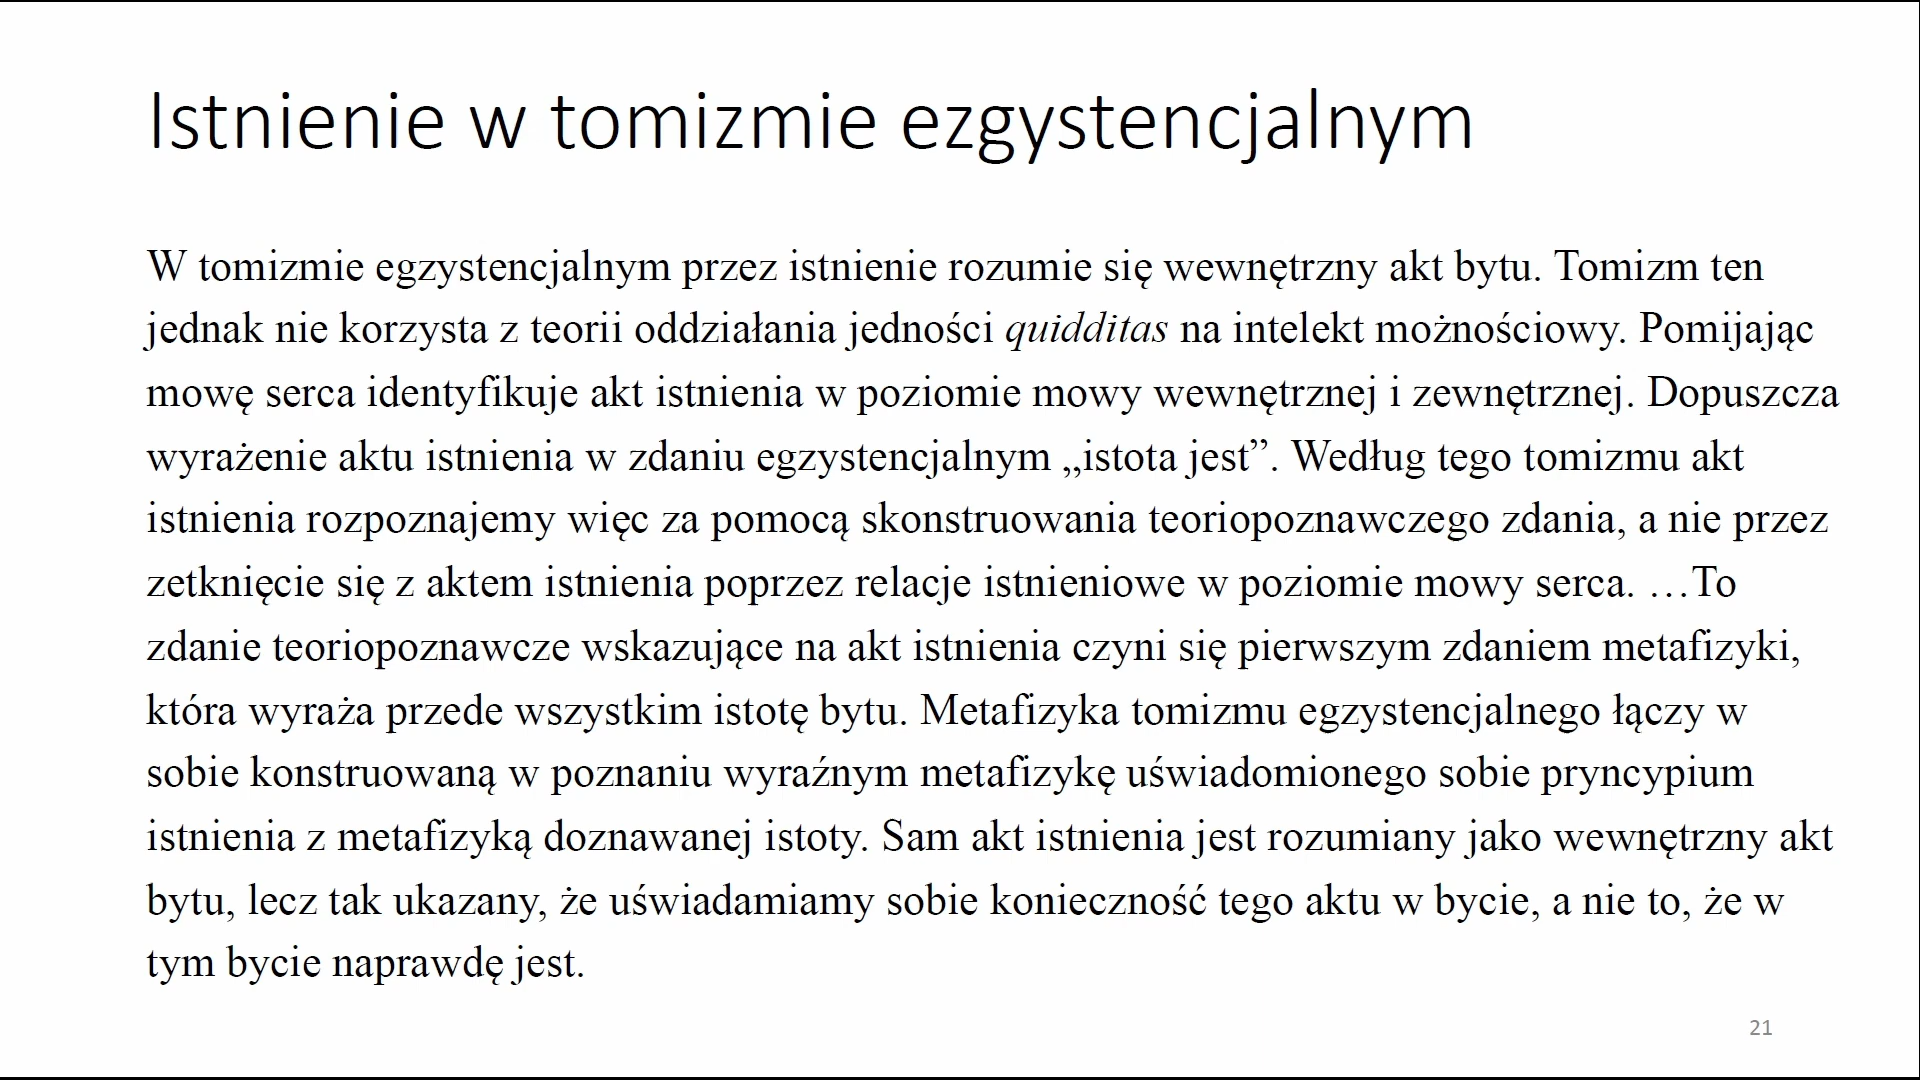 Istnienie w tomizmie ezgystencjalnym
W tomizmie egzystencjalnym przez istnienie rozumie się wewnętrzny akt bytu. Tomizm ten
jednak nie korzysta z teorii oddziałania jedności quidditas na intelekt możnościowy. Pomijając
mowę serca identyfikuje akt istnienia w poziomie mowy wewnętrznej i zewnętrznej. Dopuszcza
wyrażenie aktu istnienia w zdaniu egzystencjalnym „istota jest”. Według tego tomizmu akt
istnienia rozpoznajemy więc za pomocą skonstruowania teoriopoznawczego zdania, a nie przez
zetknięcie się z aktem istnienia poprzez relacje istnieniowe w poziomie mowy serca. …To
zdanie teoriopoznawcze wskazujące na akt istnienia czyni się pierwszym zdaniem metafizyki,
która wyraża przede wszystkim istotę bytu. Metafizyka tomizmu egzystencjalnego łączy w
sobie konstruowaną w poznaniu wyraźnym metafizykę uświadomionego sobie pryncypium
istnienia z metafizyką doznawanej istoty. Sam akt istnienia jest rozumiany jako wewnętrzny akt
bytu, lecz tak ukazany, że uświadamiamy sobie konieczność tego aktu w bycie, a nie to, że w
tym bycie naprawdę jest.
21